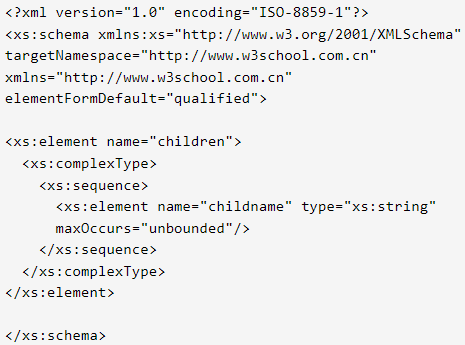 <?xml version="1.0" encoding="ISO-8859-1"?>
<xs:schema xmlns:xs="http://www.w3.org/2001/XMLSchema"
targetNamespace="http://www.w3school.com.cn"
xmlns="http://www.w3school.com.cn"
elementFormDefault="qualified">

<xs:element name="children">
  <xs:complexType>
    <xs:sequence>
      <xs:element name="childname" type="xs:string"
      maxOccurs="unbounded"/>
    </xs:sequence>
  </xs:complexType>
</xs:element>

</xs:schema>